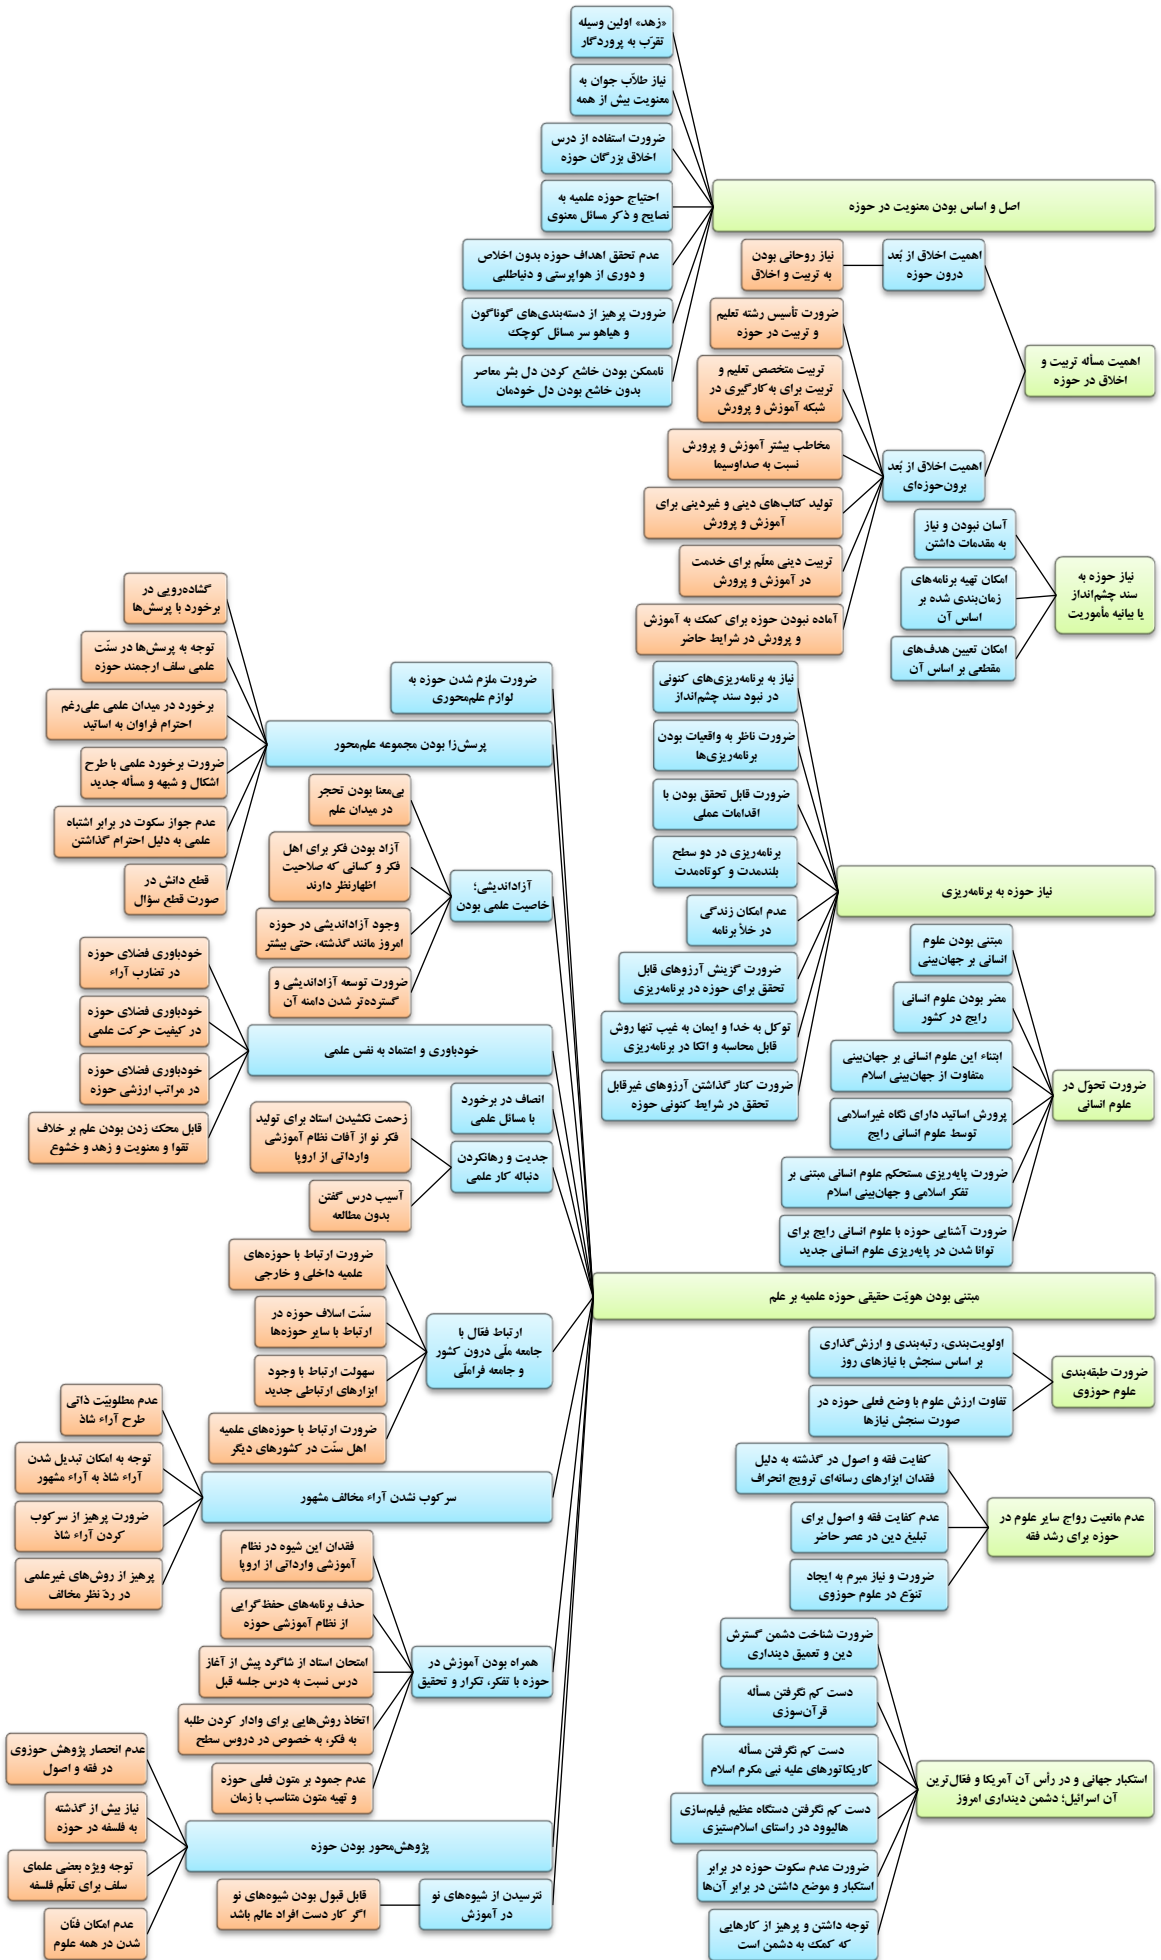 اصل و اساس بودن معنویت در حوزه
«زهد» اولین وسیله
تقرّب به پروردگار
نیاز طلاّب جوان به
معنویت بیش از همه
ضرورت استفاده از درس
اخلاق بزرگان حوزه
احتیاج حوزه علمیه به
نصایح و ذکر مسائل معنوی
عدم تحقق اهداف حوزه بدون اخلاص
و دوری از هواپرستی و دنیاطلبی
ضرورت پرهیز از دسته‌بندی‌های گوناگون
و هیاهو سر مسائل کوچک
ناممکن بودن خاشع کردن دل بشر معاصر
بدون خاشع بودن دل خودمان
اهمیت مسأله تربیت و
اخلاق در حوزه
اهمیت اخلاق از بُعد
درون حوزه
نیاز روحانی بودن
به تربیت و اخلاق
اهمیت اخلاق از بُعد
برون‌حوزه‌ای
ضرورت تأسیس رشته تعلیم
و تربیت در حوزه
تربیت متخصص تعلیم و
تربیت برای به‌کارگیری در
شبکه آموزش و پرورش
مخاطب بیشتر آموزش و پرورش
نسبت به صداوسیما
تولید کتاب‌های دینی و غیردینی برای
آموزش و پرورش
تربیت دینی معلّم برای خدمت
در آموزش و پرورش
آماده نبودن حوزه برای کمک به آموزش
و پرورش در شرایط حاضر
نیاز حوزه به
سند چشم‌انداز
یا بیانیه مأموریت
آسان نبودن و نیاز
به مقدمات داشتن
امکان تهیه برنامه‌های
زمان‌بندی شده بر
اساس آن
امکان تعیین هدف‌های
مقطعی بر اساس آن
نیاز حوزه به برنامه‌ریزی
نیاز به برنامه‌ریزی‌های کنونی
در نبود سند چشم‌انداز
ضرورت ناظر به واقعیات بودن
برنامه‌ریزی‌ها
ضرورت قابل تحقق بودن با
اقدامات عملی
برنامه‌ریزی در دو سطح
بلندمدت و کوتاه‌مدت
عدم امکان زندگی
در خلأ برنامه
ضرورت گزینش آرزوهای قابل
تحقق برای حوزه در برنامه‌ریزی
توکل به خدا و ایمان به غیب تنها روش
قابل محاسبه و اتکا در برنامه‌ریزی
ضرورت کنار گذاشتن آرزوهای غیرقابل
تحقق در شرایط کنونی حوزه
ضرورت تحوّل در
علوم انسانی
مبتنی بودن علوم
انسانی بر جهان‌بینی
مضر بودن علوم انسانی
رایج در کشور
ابتناء این علوم انسانی بر جهان‌بینی
متفاوت از جهان‌بینی اسلام
پرورش اساتید دارای نگاه غیراسلامی
توسط علوم انسانی رایج
ضرورت پایه‌ریزی مستحکم علوم انسانی مبتنی بر
تفکر اسلامی و جهان‌بینی اسلام
ضرورت آشنایی حوزه با علوم انسانی رایج برای
توانا شدن در پایه‌ریزی علوم انسانی جدید
مبتنی بودن هویّت حقیقی حوزه علمیه بر علم
ضرورت ملزم شدن حوزه به
لوازم علم‌محوری
پرسش‌زا بودن مجموعه علم‌محور
گشاده‌رویی در
برخورد با پرسش‌ها
توجه به پرسش‌ها در سنّت
علمی سلف ارجمند حوزه
برخورد در میدان علمی علی‌رغم
احترام فراوان به اساتید
ضرورت برخورد علمی با طرح
اشکال و شبهه و مسأله جدید
عدم جواز سکوت در برابر اشتباه
علمی به دلیل احترام گذاشتن
قطع دانش در
صورت قطع سؤال
آزاداندیشی؛
خاصیت علمی بودن
بی‌معنا بودن تحجر
در میدان علم
آزاد بودن فکر برای اهل
فکر و کسانی که صلاحیت
اظهارنظر دارند
وجود آزاداندیشی در حوزه
امروز مانند گذشته، حتی بیشتر
ضرورت توسعه آزاداندیشی و
گسترده‌تر شدن دامنه آن
خودباوری و اعتماد به نفس علمی
خودباوری فضلای حوزه
در تضارب آراء
خودباوری فضلای حوزه
در کیفیت حرکت علمی
خودباوری فضلای حوزه
در مراتب ارزشی حوزه
قابل محک زدن بودن علم بر خلاف
تقوا و معنویت و زهد و خشوع
انصاف در برخورد
با مسائل علمی
جدیت و رهانکردن
دنباله کار علمی
زحمت نکشیدن استاد برای تولید
فکر نو از آفات نظام آموزشی
وارداتی از اروپا
آسیب درس گفتن
بدون مطالعه
ارتباط فعّال با
جامعه ملّی درون کشور
و جامعه فراملّی
ضرورت ارتباط با حوزه‌های
علمیه داخلی و خارجی
سنّت اسلاف حوزه در
ارتباط با سایر حوزه‌ها
سهولت ارتباط با وجود
ابزارهای ارتباطی جدید
ضرورت ارتباط با حوزه‌های علمیه
اهل سنّت در کشورهای دیگر
سرکوب نشدن آراء مخالف مشهور
عدم مطلوبیّت ذاتی
طرح آراء شاذ
توجه به امکان تبدیل شدن
آراء شاذ به آراء مشهور
ضرورت پرهیز از سرکوب
کردن آراء شاذ
پرهیز از روش‌های غیرعلمی
در ردّ نظر مخالف
همراه بودن آموزش در
حوزه با تفکر، تکرار و تحقیق
فقدان این شیوه در نظام
آموزشی وارداتی از اروپا
حذف برنامه‌های حفظ‌گرایی
از نظام آموزشی حوزه
امتحان استاد از شاگرد پیش از آغاز
درس نسبت به درس جلسه قبل
اتخاذ روش‌هایی برای وادار کردن طلبه
به فکر، به خصوص در دروس سطح
عدم جمود بر متون فعلی حوزه
و تهیه متون متناسب با زمان
پژوهش‌محور بودن حوزه
عدم انحصار پژوهش حوزوی
در فقه و اصول
نیاز بیش از گذشته
به فلسفه در حوزه
توجه ویژه بعضی علمای
سلف برای تعلّم فلسفه
عدم امکان فنّان
شدن در همه علوم
نترسیدن از شیوه‌های نو
در آموزش
قابل قبول بودن شیوه‌های نو
اگر کار دست افراد عالم باشد
ضرورت طبقه‌بندی
علوم حوزوی
اولویت‌بندی، رتبه‌بندی و ارزش‌گذاری
بر اساس سنجش با نیازهای روز
تفاوت ارزش علوم با وضع فعلی حوزه در
صورت سنجش نیازها
عدم مانعیت رواج سایر علوم در
حوزه برای رشد فقه
کفایت فقه و اصول در گذشته به دلیل
فقدان ابزارهای رسانه‌ای ترویج انحراف
عدم کفایت فقه و اصول برای
تبلیغ دین در عصر حاضر
ضرورت و نیاز مبرم به ایجاد
تنوّع در علوم حوزوی
استکبار جهانی و در رأس آن آمریکا و فعّال‌ترین
آن اسرائیل؛ دشمن دینداری امروز
ضرورت شناخت دشمن گسترش
دین و تعمیق دینداری
دست کم نگرفتن مسأله
قرآن‌سوزی
دست کم نگرفتن مسأله
کاریکاتورهای علیه نبی مکرم اسلام
دست کم نگرفتن دستگاه عظیم فیلم‌سازی
هالیوود در راستای اسلام‌ستیزی
ضرورت عدم سکوت حوزه در برابر
استکبار و موضع داشتن در برابر آن‌ها
توجه داشتن و پرهیز از کارهایی
که کمک به دشمن است